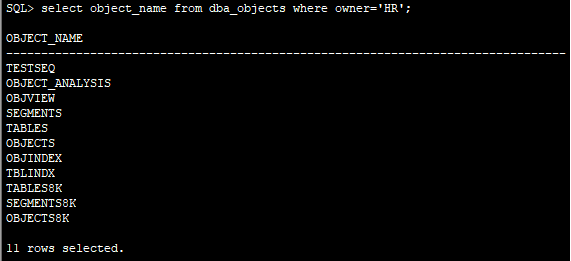 SQL> select object_name from dba_objects where owner='HR';
OBJECT_NAME
--------------------------------------------------------------------------------
TESTSEQ
OBJECT_ANALYSIS
OBJVIEW
SEGMENTS
TABLES
OBJECTS
OBJINDEX
TBLINDX
TABLES8K
SEGMENTS8K
OBJECTS8K
11 rows selected.